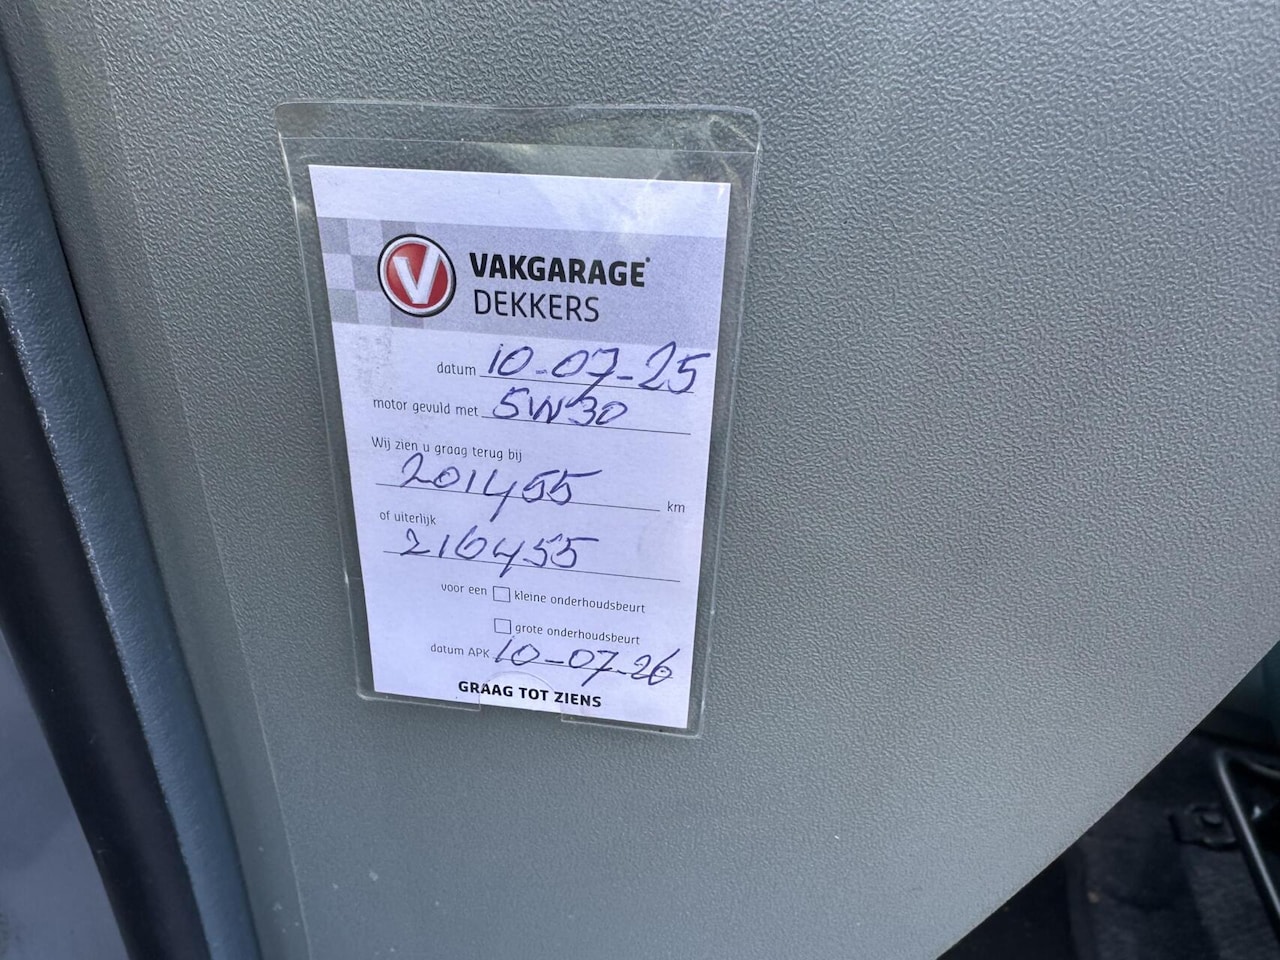 V
VAKGARAGE
DEKKERS
datum 10-07-25
motor gevuld met 5W30
Wij zien u graag terug bij
201455 km
of uiterlijk
216455
voor een kleine onderhoudsbeurt
grote onderhoudsbeurt
datum APK 10-07-26
GRAAG TOT ZIENS